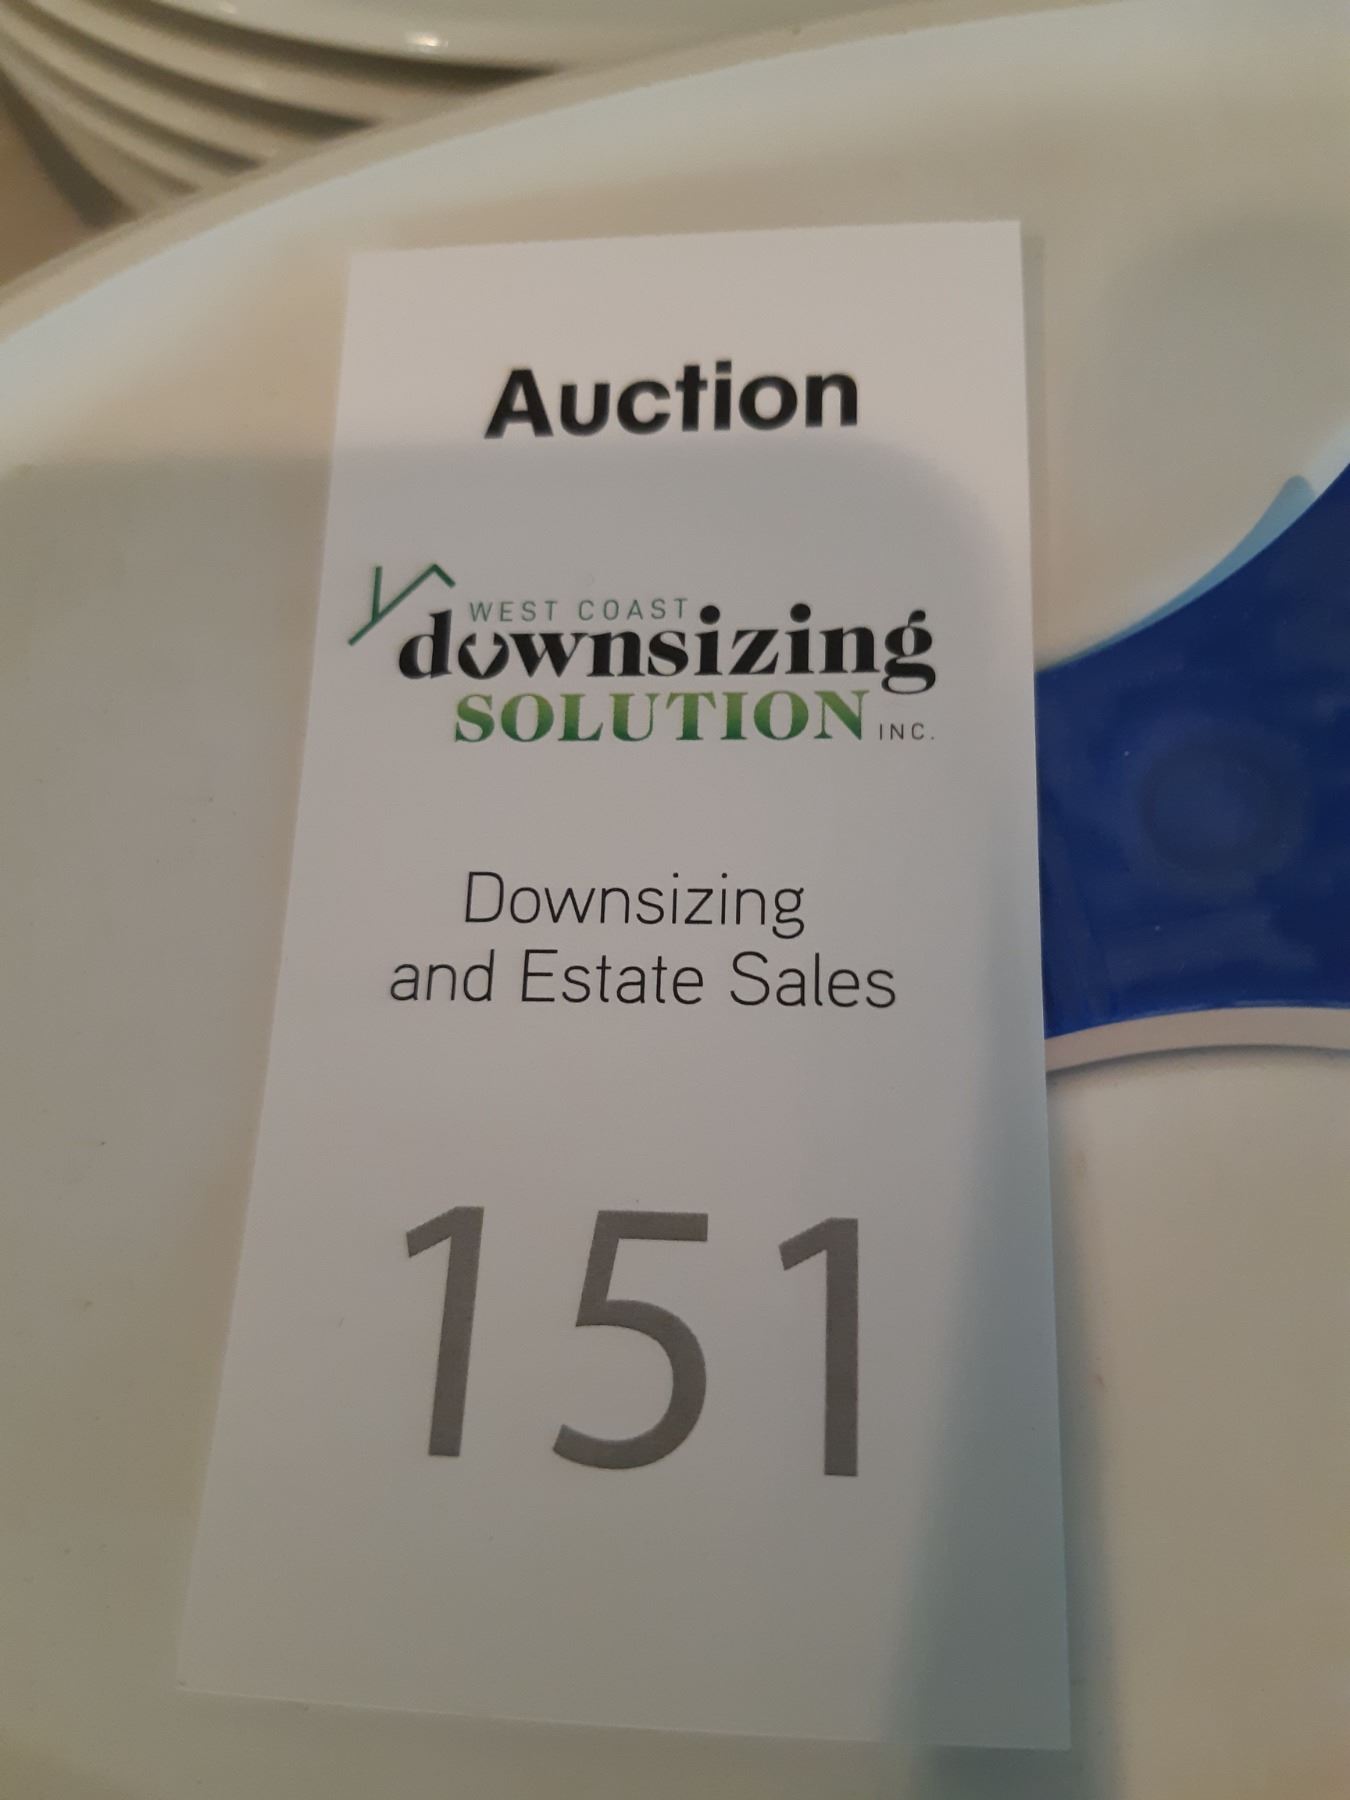 Auction
WEST COAST
downsizing
SOLUTION INC.
Downsizing
and Estate Sales
151